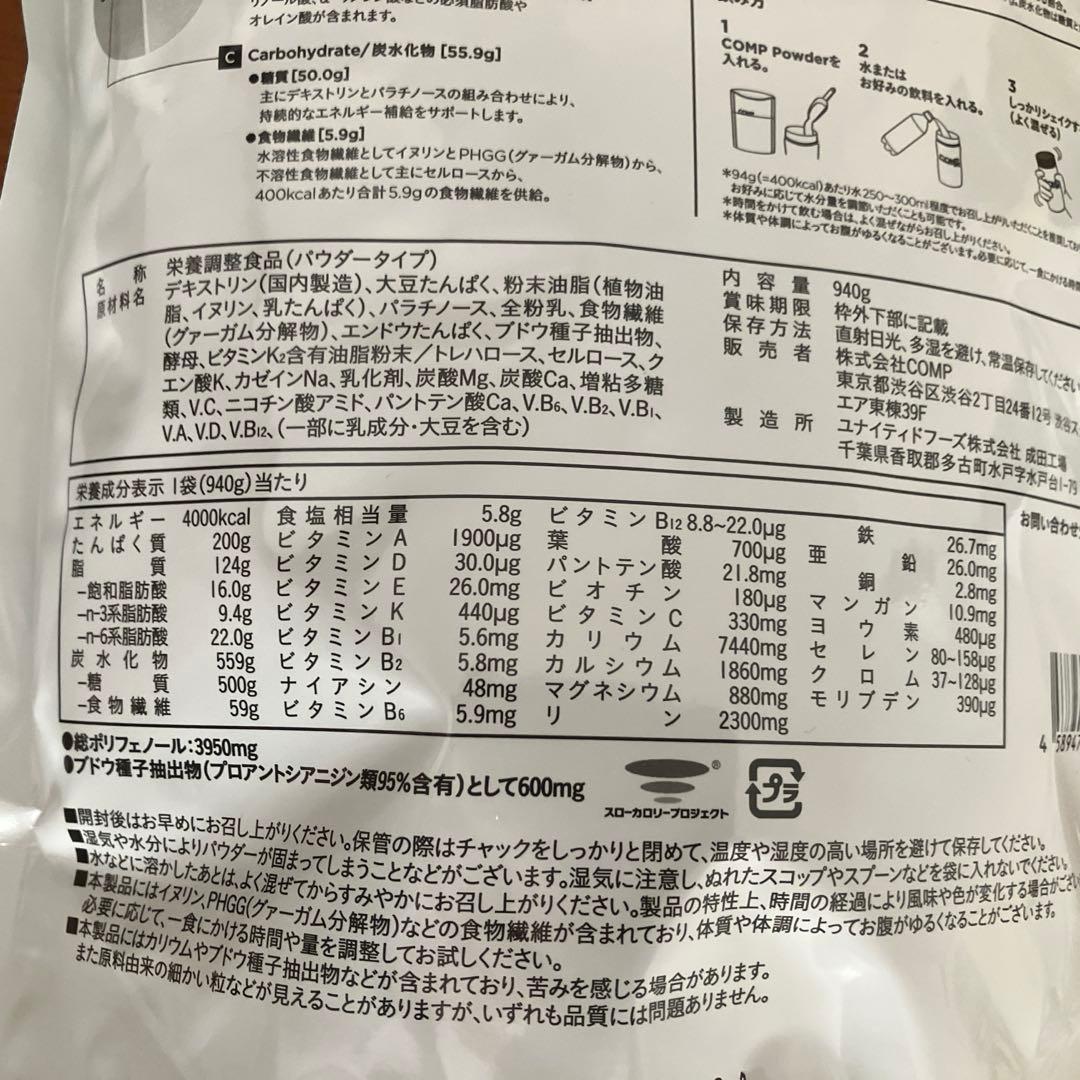 オレイン酸が含まれます。
C Carbohydrate/炭水化物 [55.9g]
●糖質 [50.0g]
主にデキストリンとパラチノースの組み合わせにより、
持続的なエネルギー補給をサポートします。
●食物繊維 [5.9g]
水溶性食物繊維としてイヌリンとPHGG(グァーガム分解物)から、
不溶性食物繊維として主にセルロースから、
400kcalあたり合計5.9gの食物繊維を供給。
1
COMP Powderを
入れる。
2
水または
お好みの飲料を入れる。
3
しっかりシェイクす
(よく混ぜる)
*94g(=400kcal)あたり水250〜300ml程度でお召し上がりいただくことを推奨してお
お好みに応じて水分量を調節いただくことも可能です。
*時間をかけて飲む場合は、よく混ぜながらお召し上がりください。
*体質や体調によってお腹がゆるくなることがございます。必要に応じて、一食にかける時間
名称 栄養調整食品(パウダータイプ)
原材料名 デキストリン(国内製造)、大豆たんぱく、粉末油脂(植物油
脂、イヌリン、乳たんぱく)、パラチノース、全粉乳、食物繊維
(グァーガム分解物)、エンドウたんぱく、ブドウ種子抽出物、
酵母、ビタミンK2含有油脂粉末/トレハロース、セルロース、ク
エン酸K、カゼインNa、乳化剤、炭酸Mg、炭酸Ca、増粘多糖
類、V.C、ニコチン酸アミド、パントテン酸Ca、V.B6、V.B2、V.B1、
V.A、V.D、V.B12、(一部に乳成分・大豆を含む)
内容量 940g
賞味期限 枠外下部に記載
保存方法 直射日光、多湿を避け、常温保存してください
販売者 株式会社COMP
東京都渋谷区渋谷2丁目24番12号 渋谷ス
エア東棟39F
製造所 ユナイティドフーズ株式会社 成田工場
千葉県香取郡多古町水戸字水戸台1-79
お問い合わせ
栄養成分表示 1袋(940g)当たり
エネルギー 4000kcal 食塩相当量 5.8g ビタミンB12 8.8~22.0μg 鉄 26.7mg
たんぱく質 200g ビタミンA 1900μg 葉酸 700μg 亜鉛 26.0mg
脂質 124g ビタミンD 30.0μg パントテン酸 21.8mg 銅 2.8mg
-飽和脂肪酸 16.0g ビタミンE 26.0mg ビオチン 180μg マンガン 10.9mg
-n-3系脂肪酸 9.4g ビタミンK 440μg ビタミンC 330mg ヨウ素 480μg
-n-6系脂肪酸 22.0g ビタミンB1 5.6mg カリウム 7440mg セレン 80~158μg
炭水化物 559g ビタミンB2 5.8mg カルシウム 1860mg クロム 37~128μg
-糖質 500g ナイアシン 48mg マグネシウム 880mg モリブデン 390μg
-食物繊維 59g ビタミンB6 5.9mg リン 2300mg
●総ポリフェノール:3950mg
●ブドウ種子抽出物(プロアントシアニジン類95%含有)として600mg
®
スローカロリープロジェクト
プラ
4 58947
■開封後はお早めにお召し上がりください。保管の際はチャックをしっかりと閉めて、温度や湿度の高い場所を避けて保存してください。
■湿気や水分によりパウダーが固まってしまうことなどがございます。湿気に注意し、ぬれたスコップやスプーンなどを袋に入れないでください。
■水などに溶かしたあとは、よく混ぜてからすみやかにお召し上がりください。製品の特性上、時間の経過により風味や色が変化する場合がござい
■本製品にはイヌリン、PHGG(グァーガム分解物)などの食物繊維が含まれており、体質や体調によってお腹がゆるくなることがございます。
必要に応じて、一食にかける時間や量を調整してお試しください。
■本製品にはカリウムやブドウ種子抽出物などが含まれており、苦みを感じる場合があります。
また原料由来の細かい粒などが見えることがありますが、いずれも品質には問題ありません。